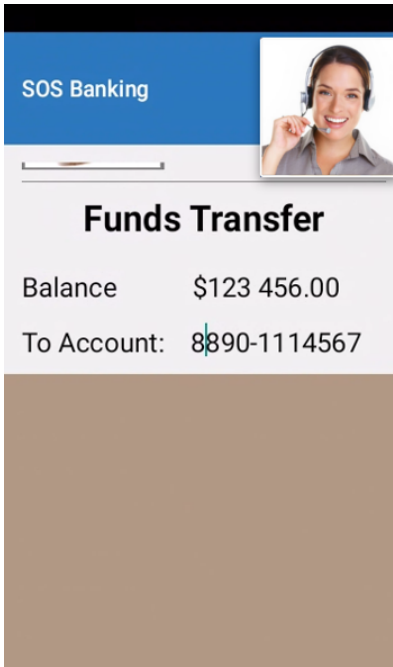 SOS Banking
Funds Transfer
Balance $123 456.00
To Account: 8890-1114567